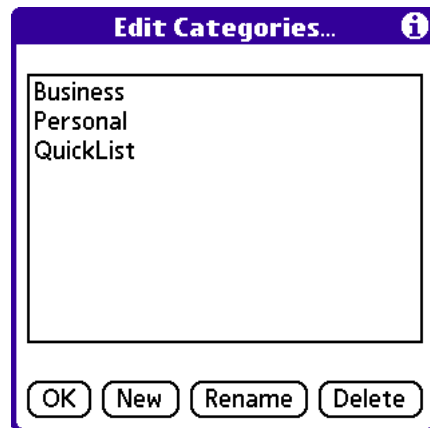 Edit Categories...
i
Business
Personal
QuickList
OK New Rename Delete